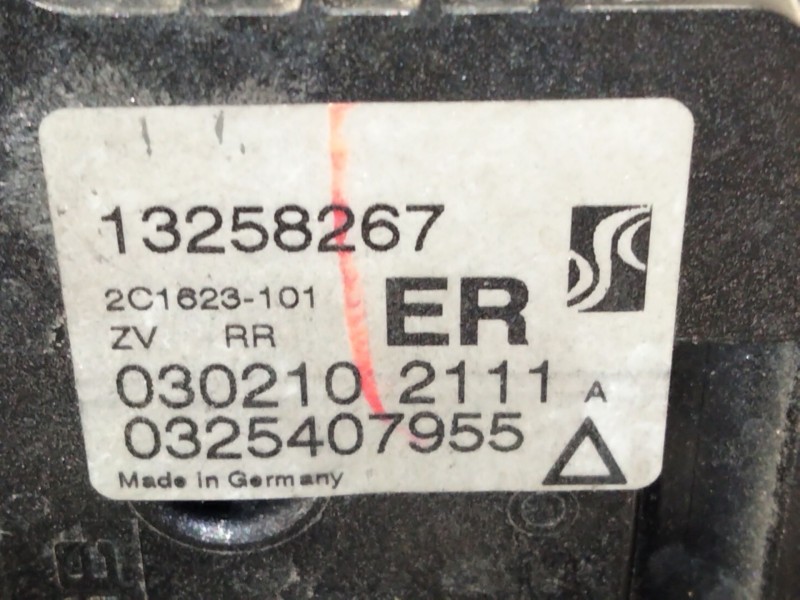 13258267
2C1623-101
ER
ZV RR
030210 2111 A
0325407955
Made in Germany